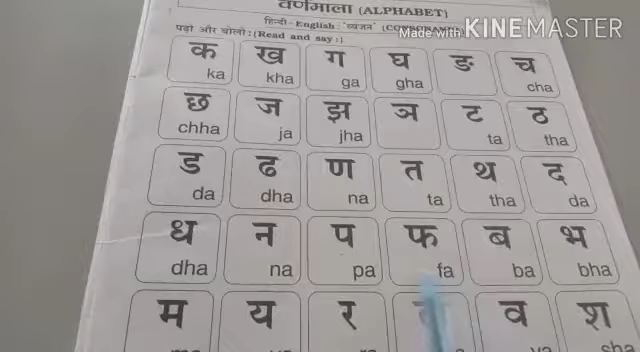 वर्णमाला (ALPHABET)
हिन्दी - English : 'व्यंजन'
पढ़ो और बोलो : (Read and say :)
Made with KINEMASTER
क ख ग घ ङ च
ka kha ga gha cha
छ ज झ ञ ट ठ
chha ja jha ta tha
ड ढ ण त थ द
da dha na ta tha da
ध न प फ ब भ
dha na pa fa ba bha
म य र व श
sha